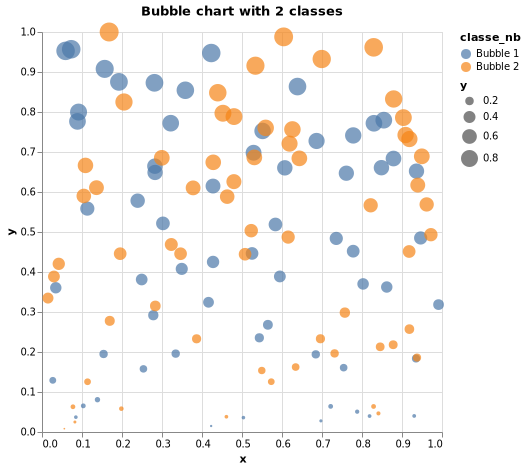 Bubble chart with 2 classes
1.0
0.9
0.8
0.7
0.6
0.5
0.4
0.3
0.2
0.1
0.0
y
0.0 0.1 0.2 0.3 0.4 0.5 0.6 0.7 0.8 0.9 1.0
x
classe_nb
Bubble 1
Bubble 2
y
0.2
0.4
0.6
0.8